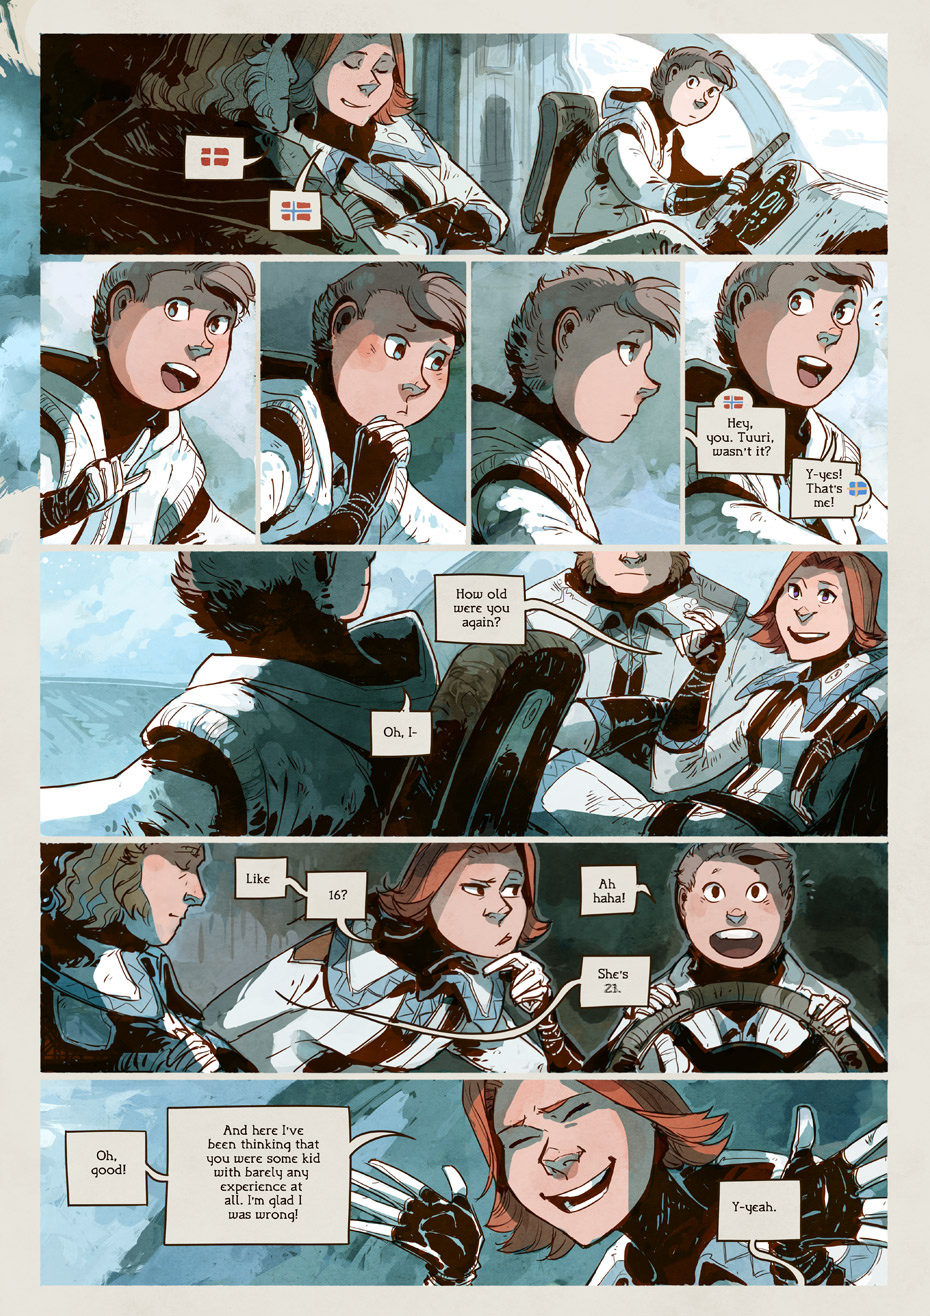 Hey,
you. Tuuri,
wasn't it?
Y-yes!
That's
me!
How old
were you
again?
Oh, I-
Like
16?
Ah
haha!
She's
21.
Oh,
good!
And here I've
been thinking that
you were some kid
with barely any
experience at
all. I'm glad I
was wrong!
Y-yeah.